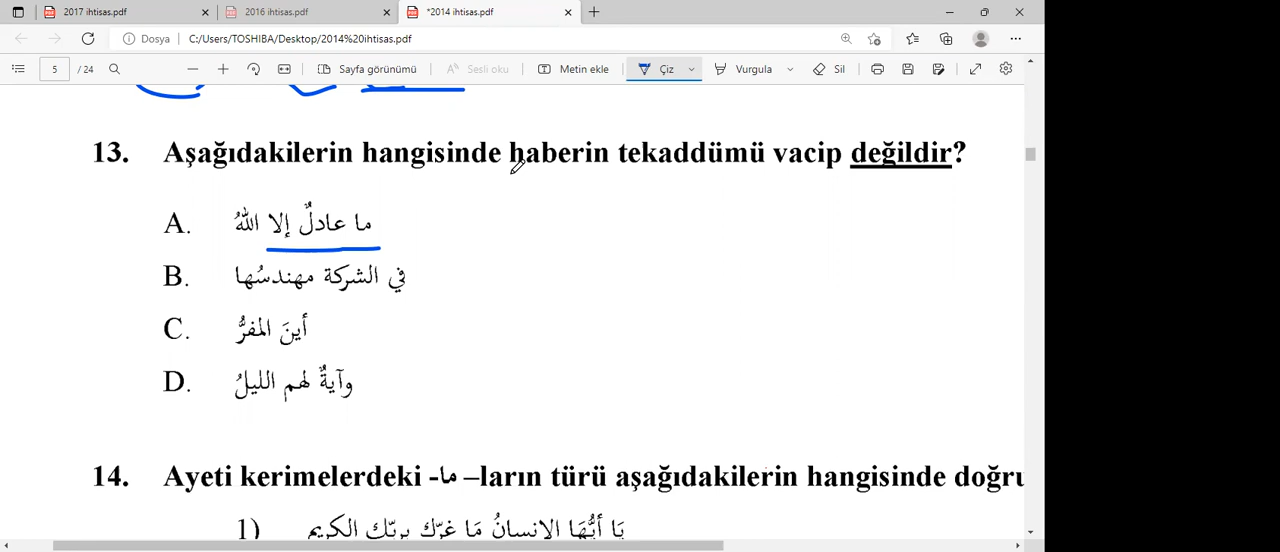 2017 ihtisas.pdf
2016 ihtisas.pdf
*2014 ihtisas.pdf
Dosya
C:/Users/TOSHIBA/Desktop/2014%20ihtisas.pdf
5 / 24
Sayfa görünümü
Sesli oku
Metin ekle
Çiz
Vurgula
Sil
13. Aşağıdakilerin hangisinde haberin tekaddümü vacip değildir?
A. ما عادلٌ إلا اللهُ
B. في الشركة مهندسُها
C. أينَ المفرُّ
D. وآيةٌ لهم الليلُ
14. Ayeti kerimelerdeki -ما –ların türü aşağıdakilerin hangisinde doğru
1) يَا أيُّهَا الإنسانُ مَا غرّك بربّك الكريم